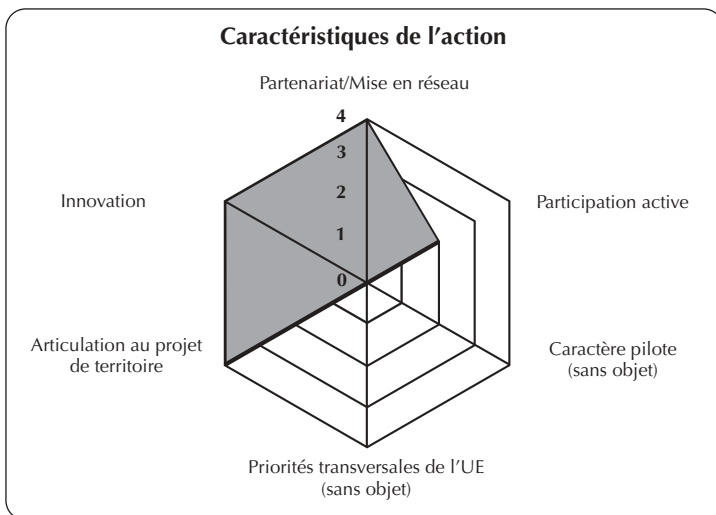 Caractéristiques de l’action
Partenariat/Mise en réseau
4
3
2
1
0
Innovation
Participation active
Articulation au projet
de territoire
Caractère pilote
(sans objet)
Priorités transversales de l’UE
(sans objet)